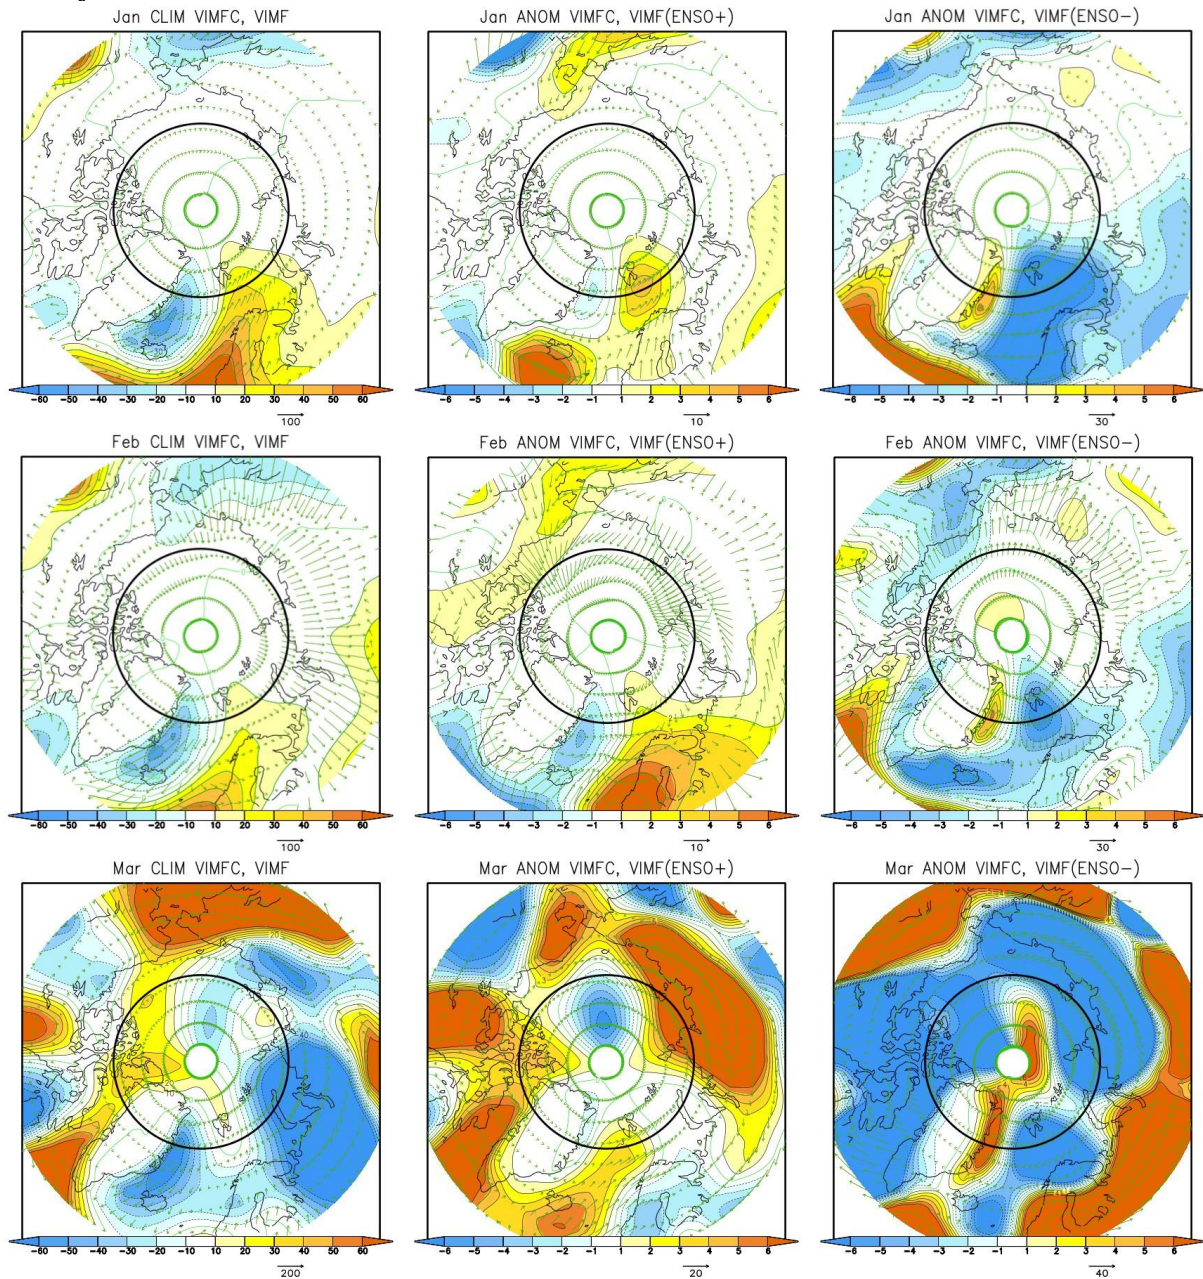 Jan CLIM VIMFC, VIMF
Jan ANOM VIMFC, VIMF(ENSO+)
Jan ANOM VIMFC, VIMF(ENSO-)
-60 -50 -40 -30 -20 -10 10 20 30 40 50 60
100
-6 -5 -4 -3 -2 -1 1 2 3 4 5 6
10
-6 -5 -4 -3 -2 -1 1 2 3 4 5 6
30
Feb CLIM VIMFC, VIMF
Feb ANOM VIMFC, VIMF(ENSO+)
Feb ANOM VIMFC, VIMF(ENSO-)
-60 -50 -40 -30 -20 -10 10 20 30 40 50 60
100
-6 -5 -4 -3 -2 -1 1 2 3 4 5 6
10
-6 -5 -4 -3 -2 -1 1 2 3 4 5 6
30
Mar CLIM VIMFC, VIMF
Mar ANOM VIMFC, VIMF(ENSO+)
Mar ANOM VIMFC, VIMF(ENSO-)
-60 -50 -40 -30 -20 -10 10 20 30 40 50 60
200
-6 -5 -4 -3 -2 -1 1 2 3 4 5 6
20
-6 -5 -4 -3 -2 -1 1 2 3 4 5 6
40